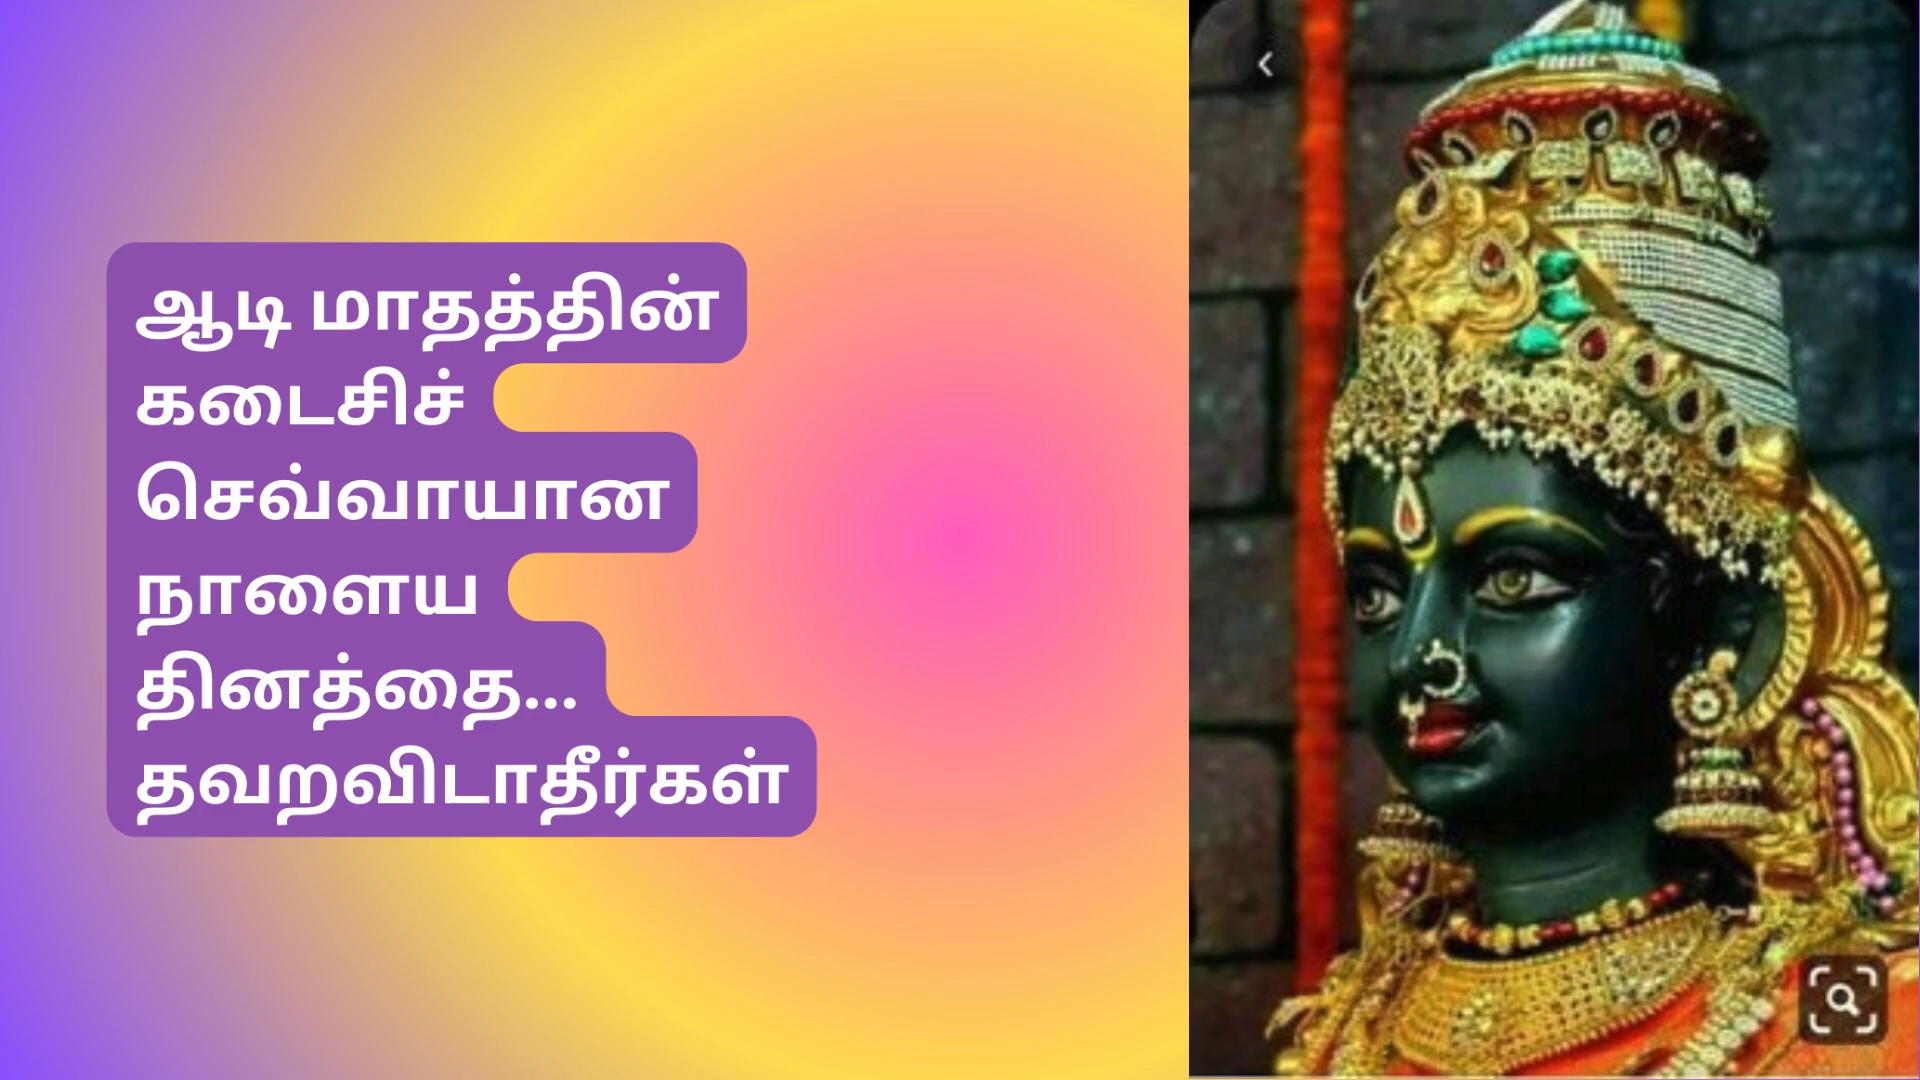 ஆடி மாதத்தின்
கடைசிச்
செவ்வாயான
நாளைய
தினத்தை...
தவறவிடாதீர்கள்